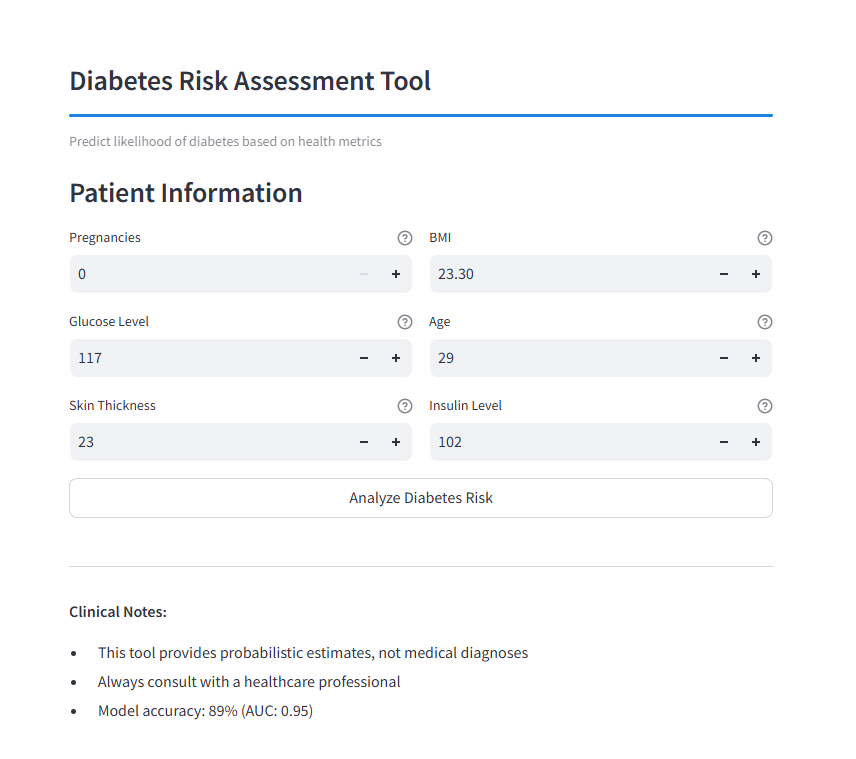 Diabetes Risk Assessment Tool
Predict likelihood of diabetes based on health metrics
Patient Information
Pregnancies
BMI
0
23.30
Glucose Level
Age
117
29
Skin Thickness
Insulin Level
23
102
Analyze Diabetes Risk
Clinical Notes:
• This tool provides probabilistic estimates, not medical diagnoses
• Always consult with a healthcare professional
• Model accuracy: 89% (AUC: 0.95)